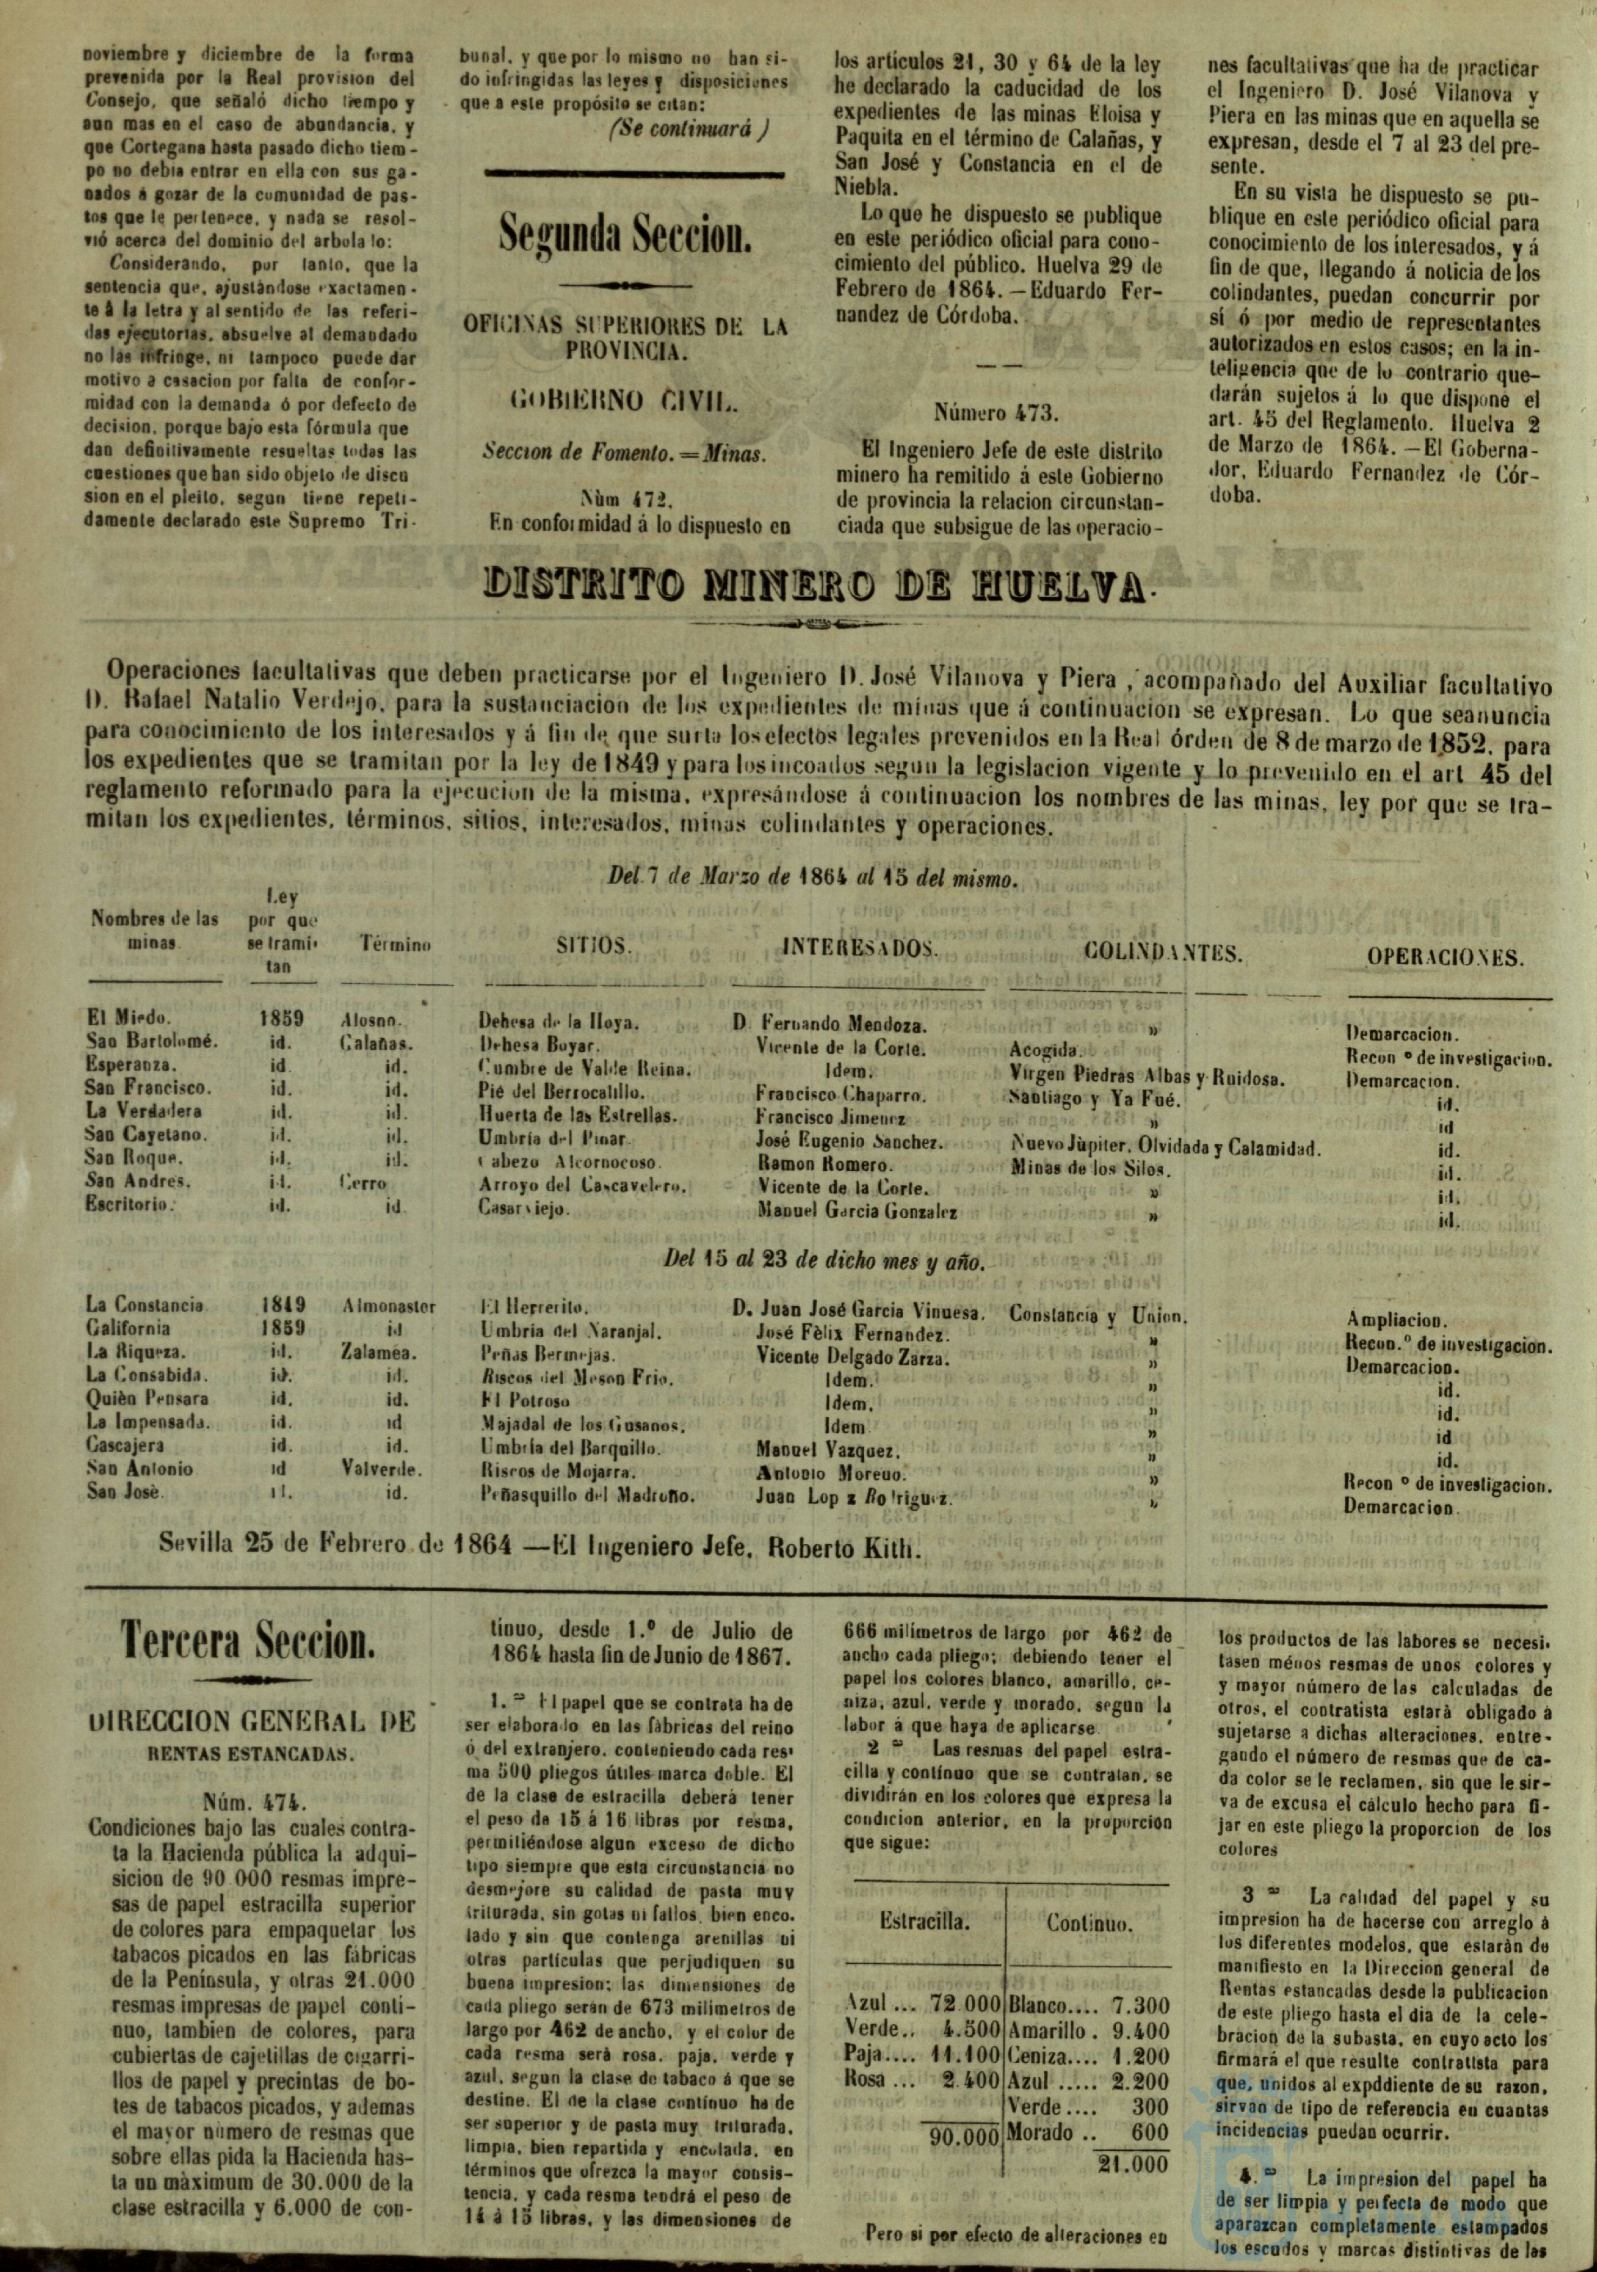 noviembre y diciembre de la forma
prevenida por la Real provision del
Consejo, que señaló dicho tiempo y
aun mas en el caso de abundancia, y
que Cortegana hasta pasado dicho tiem-
po no debia entrar en ella con sus ga-
nados á gozar de la comunidad de pas-
tos que le pertenece, y nada se resol-
vió acerca del dominio del arbola lo:
Considerando, por tanto, que la
sentencia que, ajustándose exactamen-
te á la letra y al sentido de las referi-
das ejecutorias, absuelve al demandado
no las infringe, ni tampoco puede dar
motivo a casacion por falta de confor-
midad con la demanda ó por defecto de
decision, porque bajo esta fórmula que
dan definitivamente resueltas todas las
cuestiones que han sido objeto de discu
sion en el pleito, segun tiene repeti-
damente declarado este Supremo Tri-
bunal, y que por lo mismo no han si-
do infringidas las leyes y disposiciones
que a este propósito se citan:
(Se continuará)
Segunda Seccion.
OFICINAS SUPERIORES DE LA
PROVINCIA.
GOBIERNO CIVIL.
Seccion de Fomento.=Minas.
Núm 472.
En conformidad á lo dispuesto en
los artículos 21, 30 y 64 de la ley
he declarado la caducidad de los
expedientes de las minas Eloisa y
Paquita en el término de Calañas, y
San José y Constancia en el de
Niebla.
Lo que he dispuesto se publique
en este periódico oficial para cono-
cimiento del público. Huelva 29 de
Febrero de 1864.—Eduardo Fer-
nandez de Córdoba.
Número 473.
El Ingeniero Jefe de este distrito
minero ha remitido á este Gobierno
de provincia la relacion circunstan-
ciada que subsigue de las operacio-
nes facultativas que ha de practicar
el Ingeniero D. José Vilanova y
Piera en las minas que en aquella se
expresan, desde el 7 al 23 del pre-
sente.
En su vista he dispuesto se pu-
blique en este periódico oficial para
conocimiento de los interesados, y á
fin de que, llegando á noticia de los
colindantes, puedan concurrir por
sí ó por medio de representantes
autorizados en estos casos; en la in-
teligencia que de lo contrario que-
darán sujetos á lo que dispone el
art. 45 del Reglamento. Huelva 2
de Marzo de 1864.—El Goberna-
dor, Eduardo Fernandez de Cór-
doba.
DISTRITO MINERO DE HUELVA.
Operaciones facultativas que deben practicarse por el Ingeniero D. José Vilanova y Piera, acompañado del Auxiliar facultativo
D. Rafael Natalio Verdejo, para la sustanciacion de los expedientes de minas que á continuacion se expresan. Lo que seanuncia
para conocimiento de los interesados y á fin de que surta los efectos legales prevenidos en la Real órden de 8 de marzo de 1852, para
los expedientes que se tramitan por la ley de 1849 y para los incoados segun la legislacion vigente y lo prevenido en el art 45 del
reglamento reformado para la ejecucion de la misma, expresándose á continuacion los nombres de las minas, ley por que se tra-
mitan los expedientes, términos, sitios, interesados, minas colindantes y operaciones.
Del 7 de Marzo de 1864 al 15 del mismo.
Nombres de las minas. Ley por que se trami- tan Término SITIOS. INTERESADOS. COLINDANTES. OPERACIONES.
El Miedo. 1859 Alosno. Dehesa de la Hoya. D. Fernando Mendoza. » Demarcacion.
San Bartolomé. id. Calañas. Dehesa Boyar. Vicente de la Corte. Acogida. Recon º de investigacion.
Esperanza. id id. Cumbre de Valde Reina. Idem. Virgen Piedras Albas y Ruidosa. Demarcacion.
San Francisco. id. id. Pié del Berrocalillo. Francisco Chaparro. Santiago y Ya Fué. id.
La Verdadera id. id. Huerta de las Estrellas. Francisco Jimenez » id
San Cayetano. id. id. Umbría del Pinar José Eugenio Sanchez. Nuevo Jùpiter, Olvidada y Calamidad. id.
San Roque. id. id. Cabezo Alcornocoso. Ramon Romero. Minas de los Silos. id.
San Andres. id. Cerro Arroyo del Cascavelero. Vicente de la Corte. » id.
Escritorio. id. id Casarviejo. Manuel Garcia Gonzalez » id.
Del 15 al 23 de dicho mes y año.
La Constancia 1849 Almonaster El Herrerito. D. Juan José Garcia Vinuesa. Constancia y Union. Ampliacion.
California 1859 id Umbria del Naranjal. José Fèlix Fernandez. » Recon.º de investigacion.
La Riqueza. id. Zalamea. Peñas Bermejas. Vicente Delgado Zarza. » Demarcacion.
La Consabida. id. id. Riscos del Meson Frio. Idem. » id.
Quièn Pensara id. id. El Potroso Idem. » id.
La Impensada. id. id Majadal de los Gusanos. Idem » id
Cascajera id. id. Umbria del Barquillo. Manuel Vazquez. » id.
San Antonio id Valverde. Riscos de Mojarra. Antonio Moreno. » Recon º de investigacion.
San Josè. id. id. Peñasquillo del Madroño. Juan Lop z Rodriguez. » Demarcacion.
Sevilla 25 de Febrero de 1864—El Ingeniero Jefe, Roberto Kith.
Tercera Seccion.
DIRECCION GENERAL DE
RENTAS ESTANCADAS.
Núm. 474.
Condiciones bajo las cuales contra-
ta la Hacienda pública la adqui-
sicion de 90 000 resmas impre-
sas de papel estracilla superior
de colores para empaquetar los
tabacos picados en las fábricas
de la Península, y otras 21.000
resmas impresas de papel conti-
nuo, tambien de colores, para
cubiertas de cajetillas de cigarri-
llos de papel y precintas de bo-
tes de tabacos picados, y ademas
el mayor número de resmas que
sobre ellas pida la Hacienda has-
ta un màximum de 30.000 de la
clase estracilla y 6.000 de con-
tinuo, desde 1.º de Julio de
1864 hasta fin de Junio de 1867.
1.ª El papel que se contrata ha de
ser elaborado en las fábricas del reino
ó del extranjero, conteniendo cada res-
ma 500 pliegos útiles marca doble. El
de la clase de estracilla deberá tener
el peso de 15 á 16 libras por resma,
permitiéndose algun exceso de dicho
tipo siempre que esta circunstancia no
desmejore su calidad de pasta muy
triturada, sin gotas ni fallos, bien enco-
lado y sin que contenga arenillas ni
otras partículas que perjudiquen su
buena impresion; las dimensiones de
cada pliego serán de 673 milimetros de
largo por 462 de ancho, y el color de
cada resma será rosa, paja, verde y
azul, segun la clase de tabaco á que se
destine. El de la clase contínuo ha de
ser superior y de pasta muy triturada,
limpia, bien repartida y encolada, en
términos que ofrezca la mayor consis-
tencia, y cada resma tendrá el peso de
14 á 15 libras, y las dimensiones de
666 milimetros de largo por 462 de
ancho cada pliego; debiendo tener el
papel los colores blanco, amarillo, ce-
niza, azul, verde y morado, segun la
labor á que haya de aplicarse.
2 ª Las resmas del papel estra-
cilla y contínuo que se contratan, se
dividirán en los colores que expresa la
condicion anterior, en la proporcion
que sigue:
Estracilla. Contínuo.
Azul ... 72.000 Blanco.... 7.300
Verde.. 4.500 Amarillo . 9.400
Paja.... 11.100 Ceniza.... 1.200
Rosa ... 2.400 Azul ..... 2.200
Verde .... 300
90.000 Morado .. 600
21.000
Pero si por efecto de alteraciones en
los productos de las labores se necesi-
tasen ménos resmas de unos colores y
y mayor número de las calculadas de
otros, el contratista estará obligado á
sujetarse a dichas alteraciones, entre-
gando el número de resmas que de ca-
da color se le reclamen, sin que le sir-
va de excusa el cálculo hecho para fi-
jar en este pliego la proporcion de los
colores
3 ª La calidad del papel y su
impresion ha de hacerse con arreglo á
los diferentes modelos, que estarán de
manifiesto en la Direccion general de
Rentas estancadas desde la publicacion
de este pliego hasta el dia de la cele-
bracion de la subasta, en cuyo acto los
firmará el que resulte contratista para
que, unidos al expddiente de su razon,
sirvan de tipo de referencia en cuantas
incidencias puedan ocurrir.
4.ª La impresion del papel ha
de ser limpia y perfecta de modo que
aparazcan completamente estampados
los escudos y marcas distintivas de las